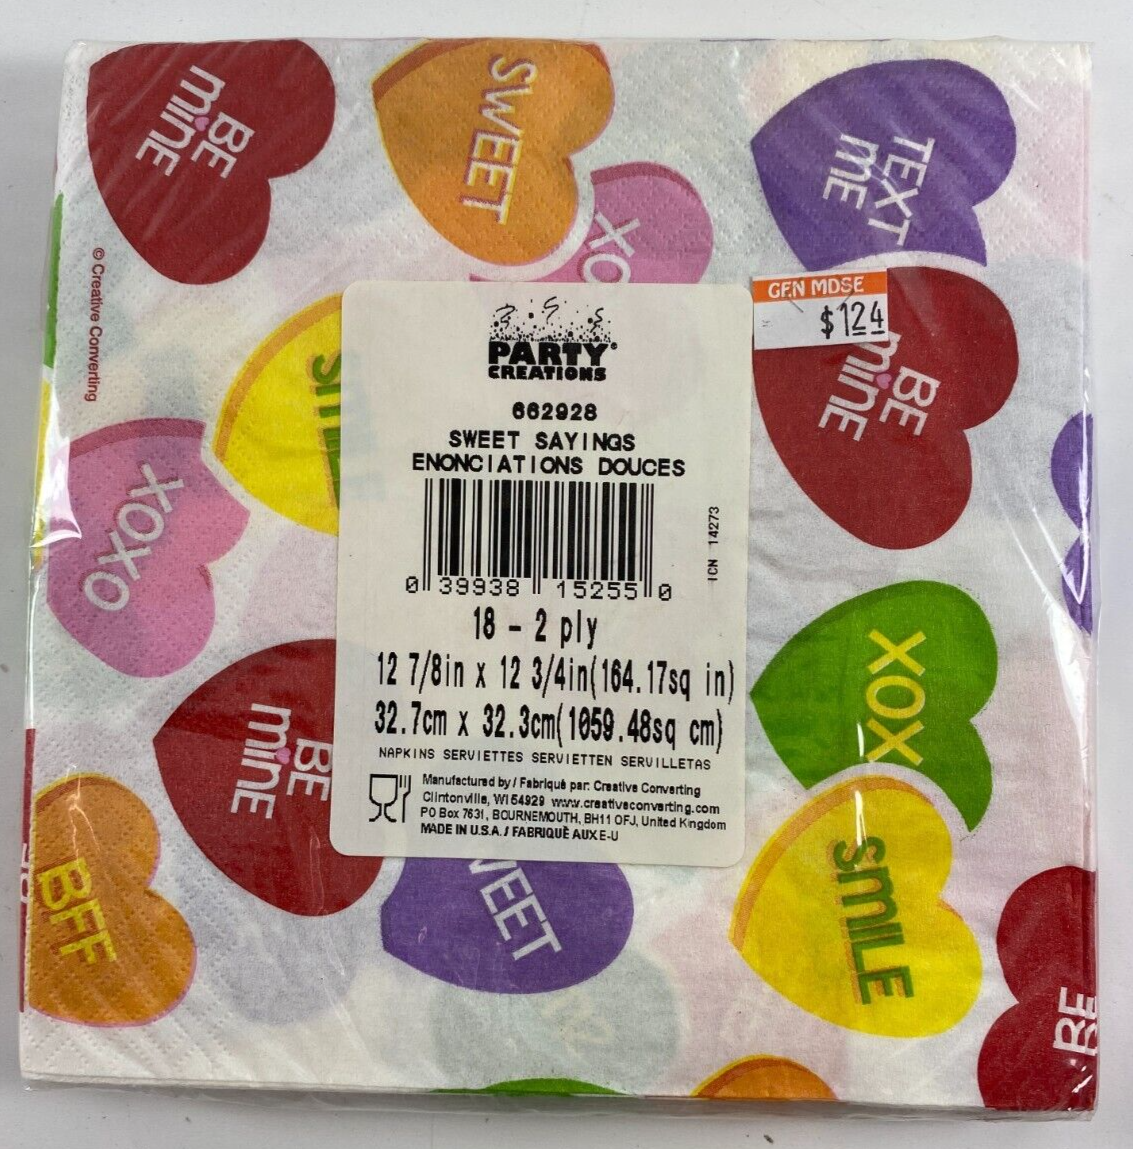 BE
mINE
SWEET
XO
TEXT
ME
© Creative Converting
GEN MDSE
$1.24
BE
mINE
PARTY®
CREATIONS
662928
SWEET SAYINGS
ENONCIATIONS DOUCES
ICN 14273
0 39938 15255 0
18 - 2 ply
12 7/8in x 12 3/4in(164.17sq in)
32.7cm x 32.3cm(1059.48sq cm)
NAPKINS SERVIETTES SERVIETTEN SERVILLETAS
Manufactured by / Fabriqué par: Creative Converting
Clintonville, WI 54929 www.creativeconverting.com
PO Box 7631, BOURNEMOUTH, BH11 OFJ, United Kingdom
MADE IN U.S.A. / FABRIQUÈ AUX E-U
XOXO
XOX
BE
mINE
BFF
WEET
SmILE
BE